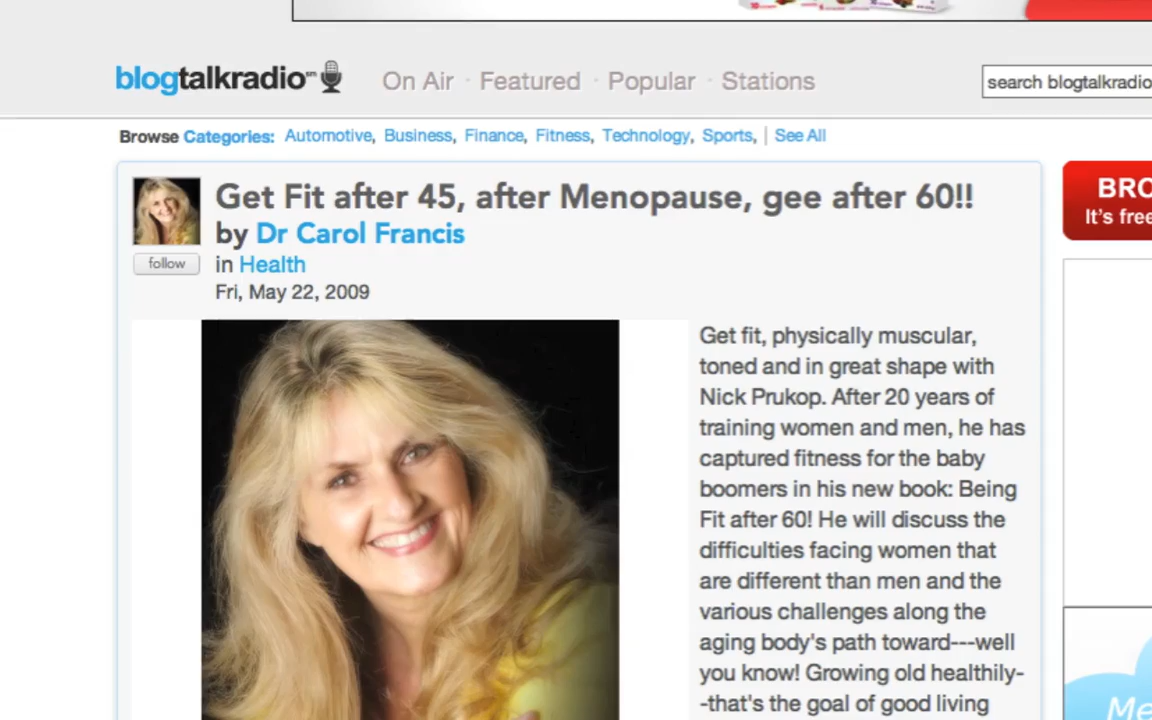 blogtalkradio
On Air · Featured · Popular · Stations
search blogtalkradio
Browse Categories: Automotive, Business, Finance, Fitness, Technology, Sports, | See All
Get Fit after 45, after Menopause, gee after 60!!
by Dr Carol Francis
follow
in Health
Fri, May 22, 2009
BRO
It's free
Get fit, physically muscular,
toned and in great shape with
Nick Prukop. After 20 years of
training women and men, he has
captured fitness for the baby
boomers in his new book: Being
Fit after 60! He will discuss the
difficulties facing women that
are different than men and the
various challenges along the
aging body's path toward---well
you know! Growing old healthily-
-that's the goal of good living
Me